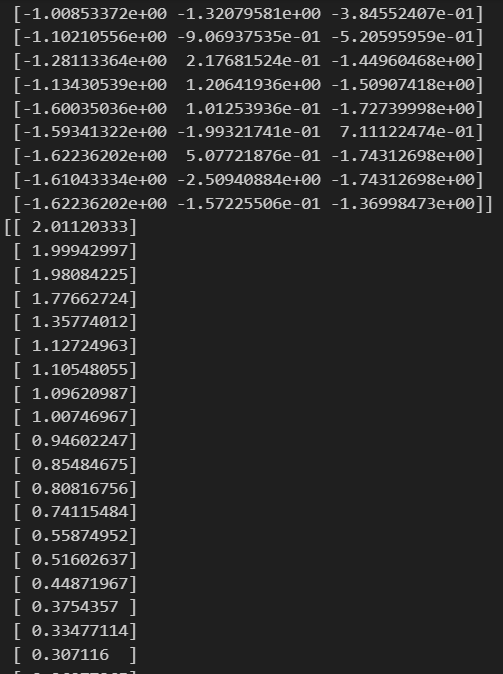 [-1.00853372e+00 -1.32079581e+00 -3.84552407e-01]
[-1.10210556e+00 -9.06937535e-01 -5.20595959e-01]
[-1.28113364e+00  2.17681524e-01 -1.44960468e+00]
[-1.13430539e+00  1.20641936e+00 -1.50907418e+00]
[-1.60035036e+00  1.01253936e-01 -1.72739998e+00]
[-1.59341322e+00 -1.99321741e-01  7.11122474e-01]
[-1.62236202e+00  5.07721876e-01 -1.74312698e+00]
[-1.61043334e+00 -2.50940884e+00 -1.74312698e+00]
[-1.62236202e+00 -1.57225506e-01 -1.36998473e+00]]
[[ 2.01120333]
[ 1.99942997]
[ 1.98084225]
[ 1.77662724]
[ 1.35774012]
[ 1.12724963]
[ 1.10548055]
[ 1.09620987]
[ 1.00746967]
[ 0.94602247]
[ 0.85484675]
[ 0.80816756]
[ 0.74115484]
[ 0.55874952]
[ 0.51602637]
[ 0.44871967]
[ 0.3754357 ]
[ 0.33477114]
[ 0.307116  ]